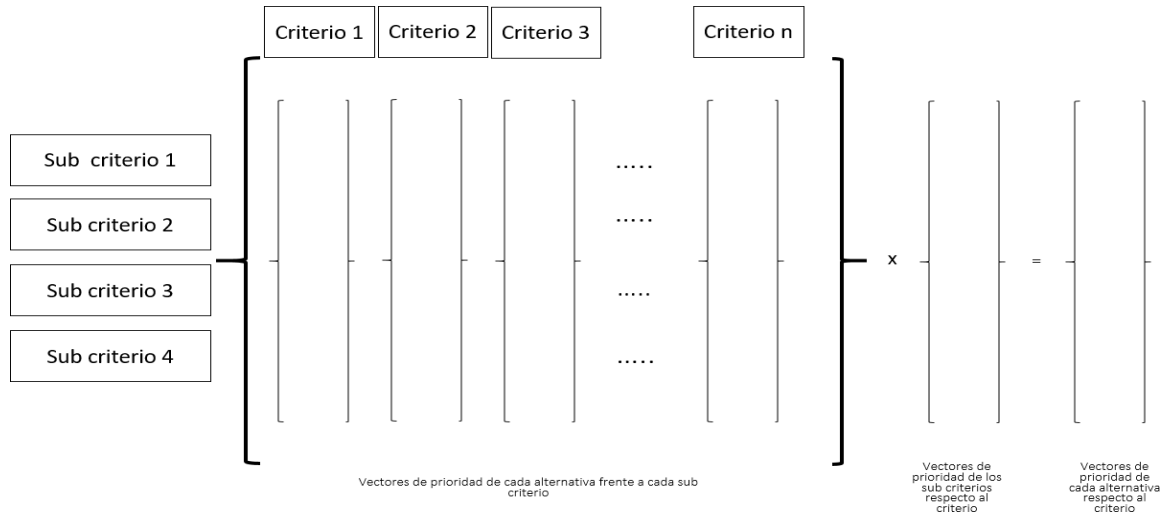 Criterio 1
Criterio 2
Criterio 3
Criterio n
Sub criterio 1
Sub criterio 2
Sub criterio 3
Sub criterio 4
.....
.....
.....
.....
x
=
Vectores de prioridad de cada alternativa frente a cada sub
criterio
Vectores de
prioridad de los
sub criterios
respecto al
criterio
Vectores de
prioridad de
cada alternativa
respecto al
criterio